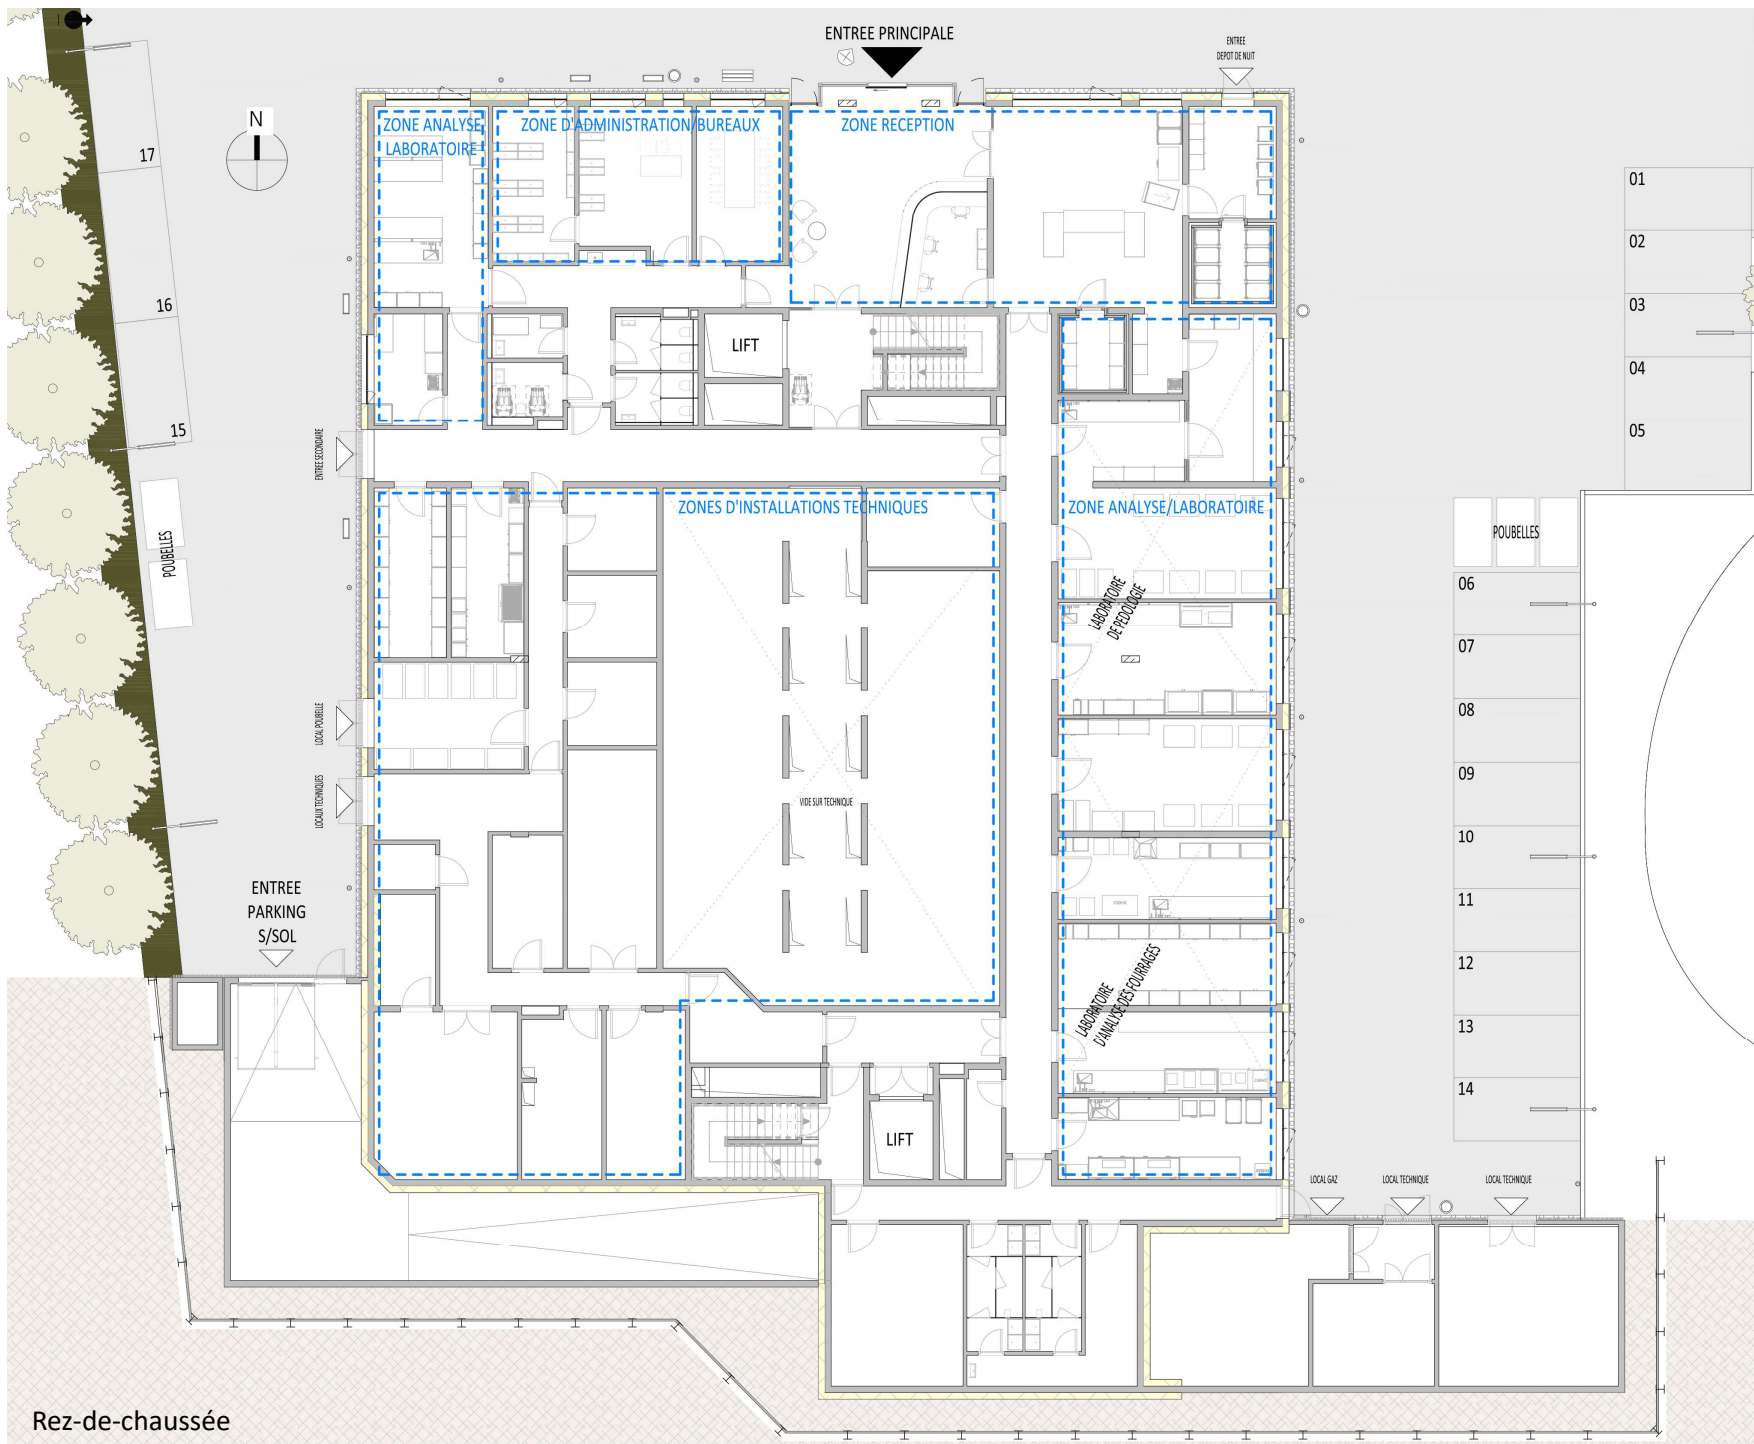 ENTREE PRINCIPALE
ENTREE
DEPOT DE NUIT
N
ZONE ANALYSE
LABORATOIRE
ZONE D'ADMINISTRATION/BUREAUX
ZONE RECEPTION
17
16
15
01
02
03
04
05
LIFT
ENTREE SECONDAIRE
POUBELLES
ZONES D'INSTALLATIONS TECHNIQUES
ZONE ANALYSE/LABORATOIRE
POUBELLES
LABORATOIRE
DE PEDOLOGIE
06
07
08
09
10
11
12
13
14
LOCAL POUBELLE
LOCAUX TECHNIQUES
VIDE SUR TECHNIQUE
ENTREE
PARKING
S/SOL
LABORATOIRE
D'ANALYSE DES FOURRAGES
LIFT
LOCAL GAZ
LOCAL TECHNIQUE
LOCAL TECHNIQUE
Rez-de-chaussée